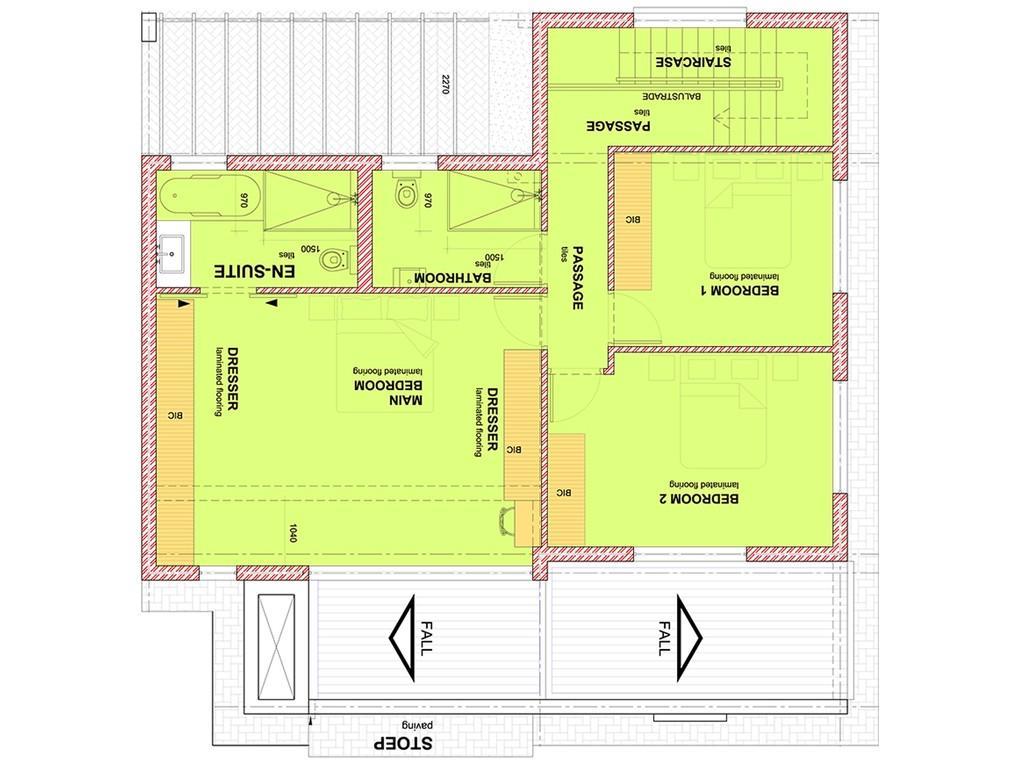 2270
STAIRCASE
tiles
BALUSTRADE
PASSAGE
tiles
970
1500
tiles
EN-SUITE
970
1500
tiles
BATHROOM
PASSAGE
tiles
BIC
BEDROOM 1
laminated flooring
DRESSER
laminated flooring
BIC
MAIN
BEDROOM
laminated flooring
DRESSER
laminated flooring
BIC
BIC
BEDROOM 2
laminated flooring
1040
FALL
FALL
STOEP
paving